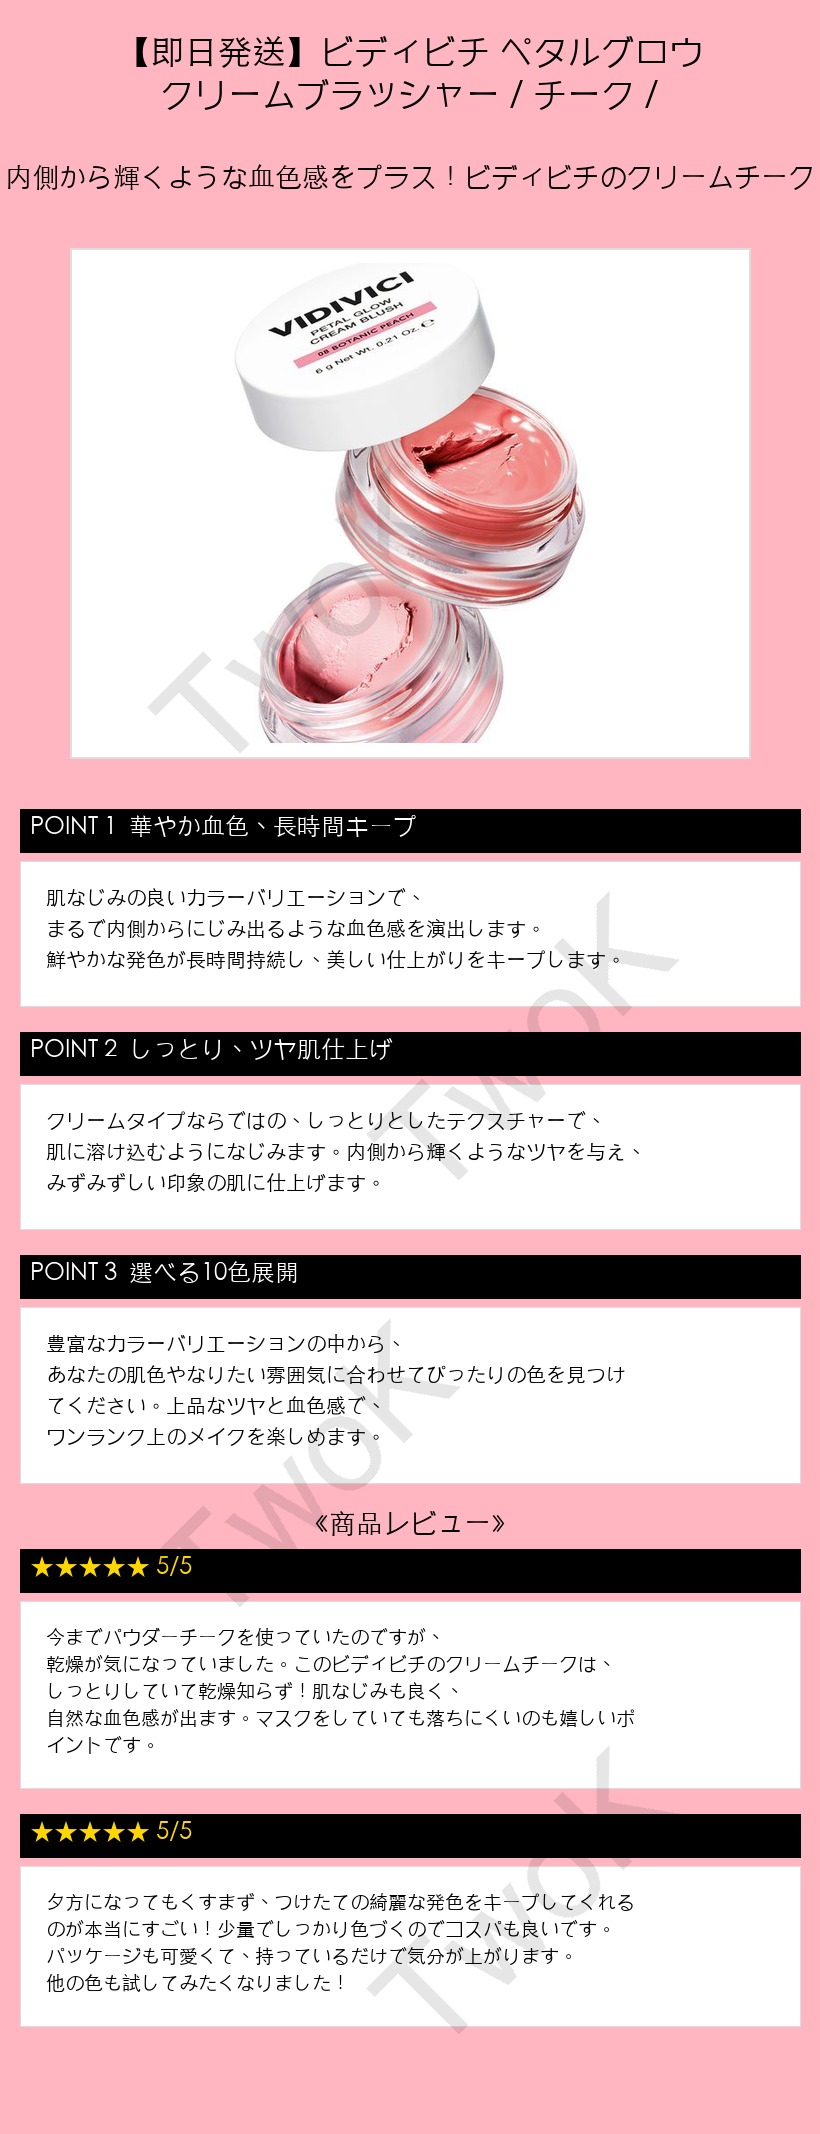 【即日発送】ビディビチ ペタルグロウ
クリームブラッシャー / チーク /
内側から輝くような血色感をプラス！ビディビチのクリームチーク
VIDIVICI
PETAL GLOW
CREAM BLUSH
08 BOTANIC PEACH
6 g Net Wt. 0.21 Oz. ℮
TwoK
POINT 1 華やか血色、長時間キープ
肌なじみの良いカラーバリエーションで、
まるで内側からにじみ出るような血色感を演出します。
鮮やかな発色が長時間持続し、美しい仕上がりをキープします。
TwoK
POINT 2 しっとり、ツヤ肌仕上げ
クリームタイプならではの、しっとりとしたテクスチャーで、
肌に溶け込むようになじみます。内側から輝くようなツヤを与え、
みずみずしい印象の肌に仕上げます。
POINT 3 選べる10色展開
豊富なカラーバリエーションの中から、
あなたの肌色やなりたい雰囲気に合わせてぴったりの色を見つけ
てください。上品なツヤと血色感で、
ワンランク上のメイクを楽しめます。
TwoK
《商品レビュー》
★★★★★ 5/5
今までパウダーチークを使っていたのですが、
乾燥が気になっていました。このビディビチのクリームチークは、
しっとりしていて乾燥知らず！肌なじみも良く、
自然な血色感が出ます。マスクをしていても落ちにくいのも嬉しいポ
イントです。
TwoK
★★★★★ 5/5
夕方になってもくすまず、つけたての綺麗な発色をキープしてくれる
のが本当にすごい！少量でしっかり色づくのでコスパも良いです。
パッケージも可愛くて、持っているだけで気分が上がります。
他の色も試してみたくなりました！